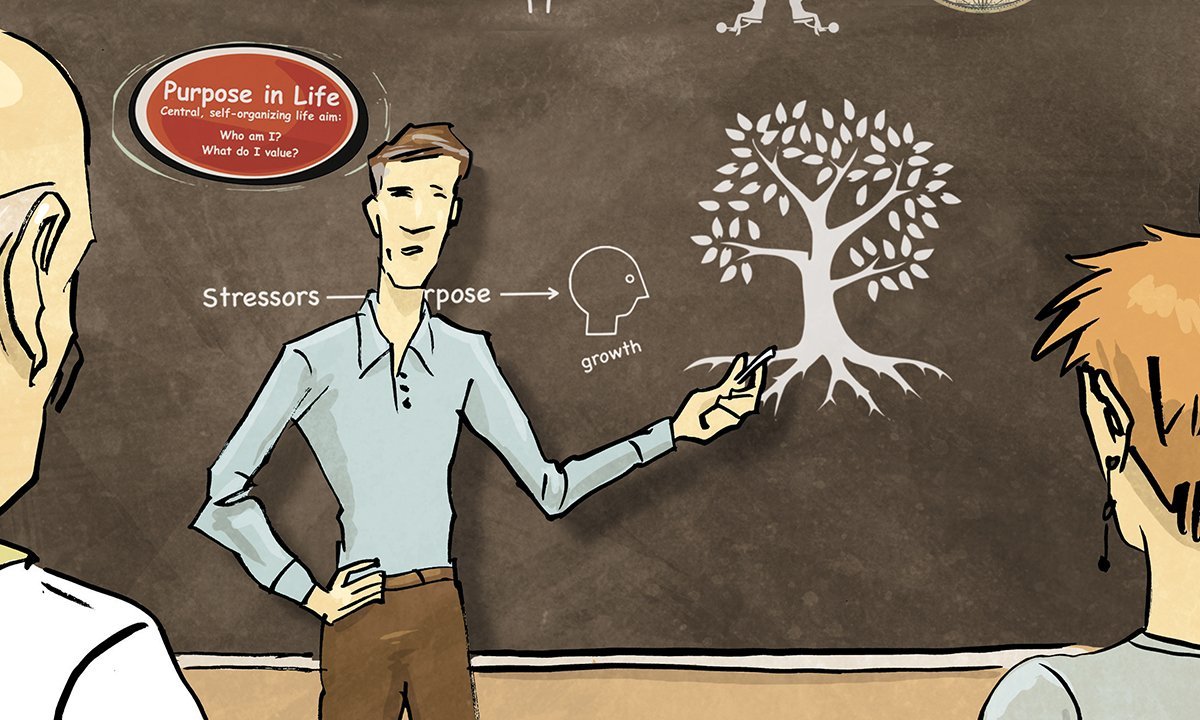 Purpose in Life
Central, self-organizing life aim:
Who am I?
What do I value?
Stressors rpose
growth